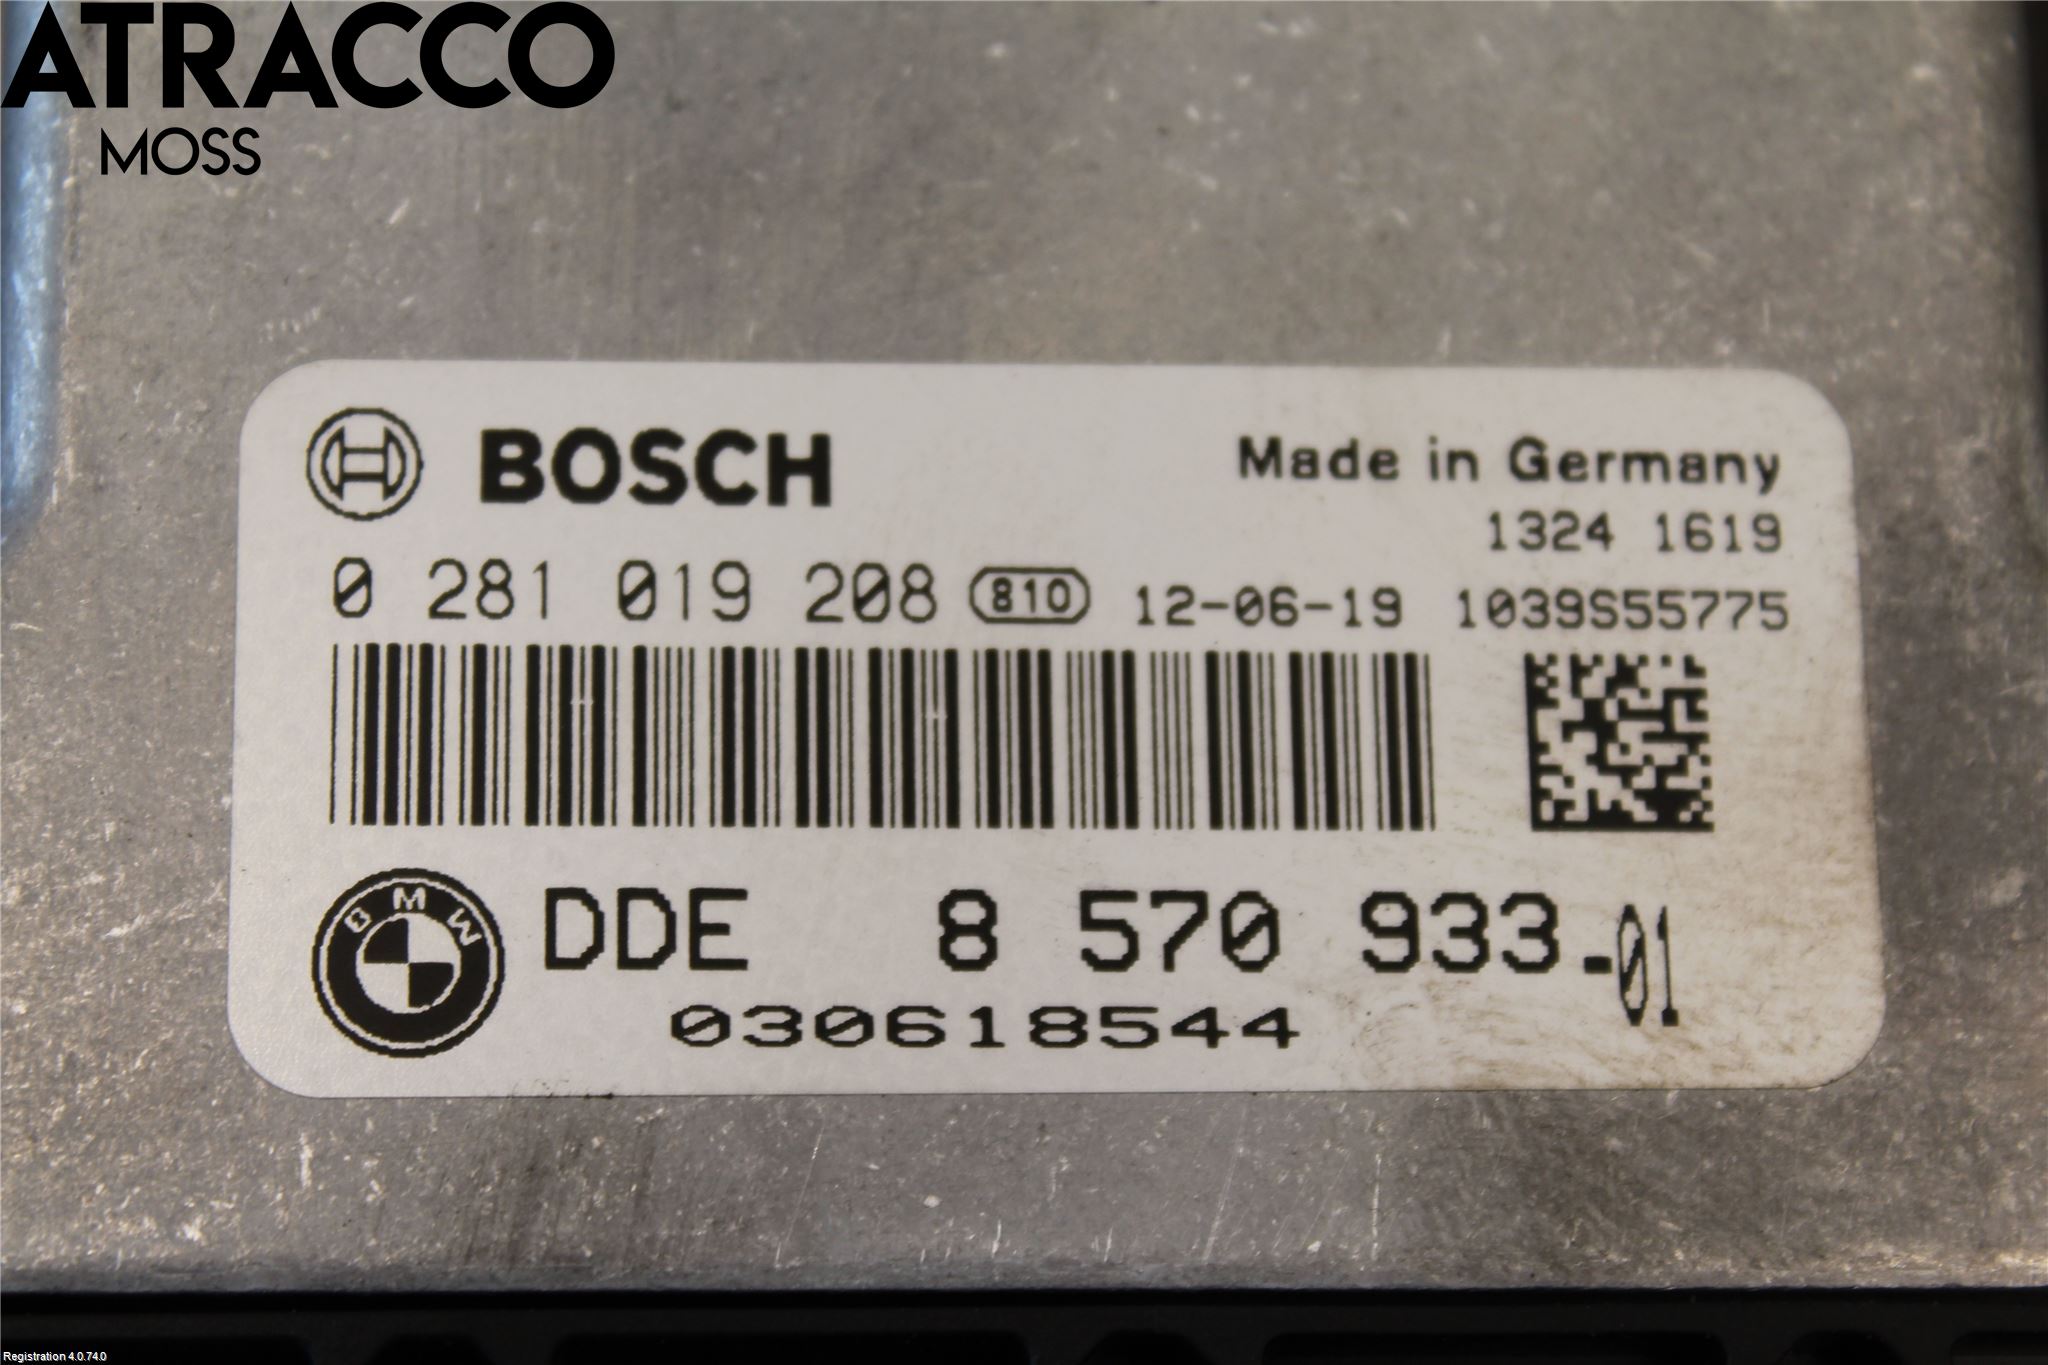 ATRACCO
MOSS
BOSCH
Made in Germany
1324 1619
0 281 019 208 810 12-06-19 1039S55775
BMW
DDE 8 570 933.-01
030618544
Registration 4.0.74.0